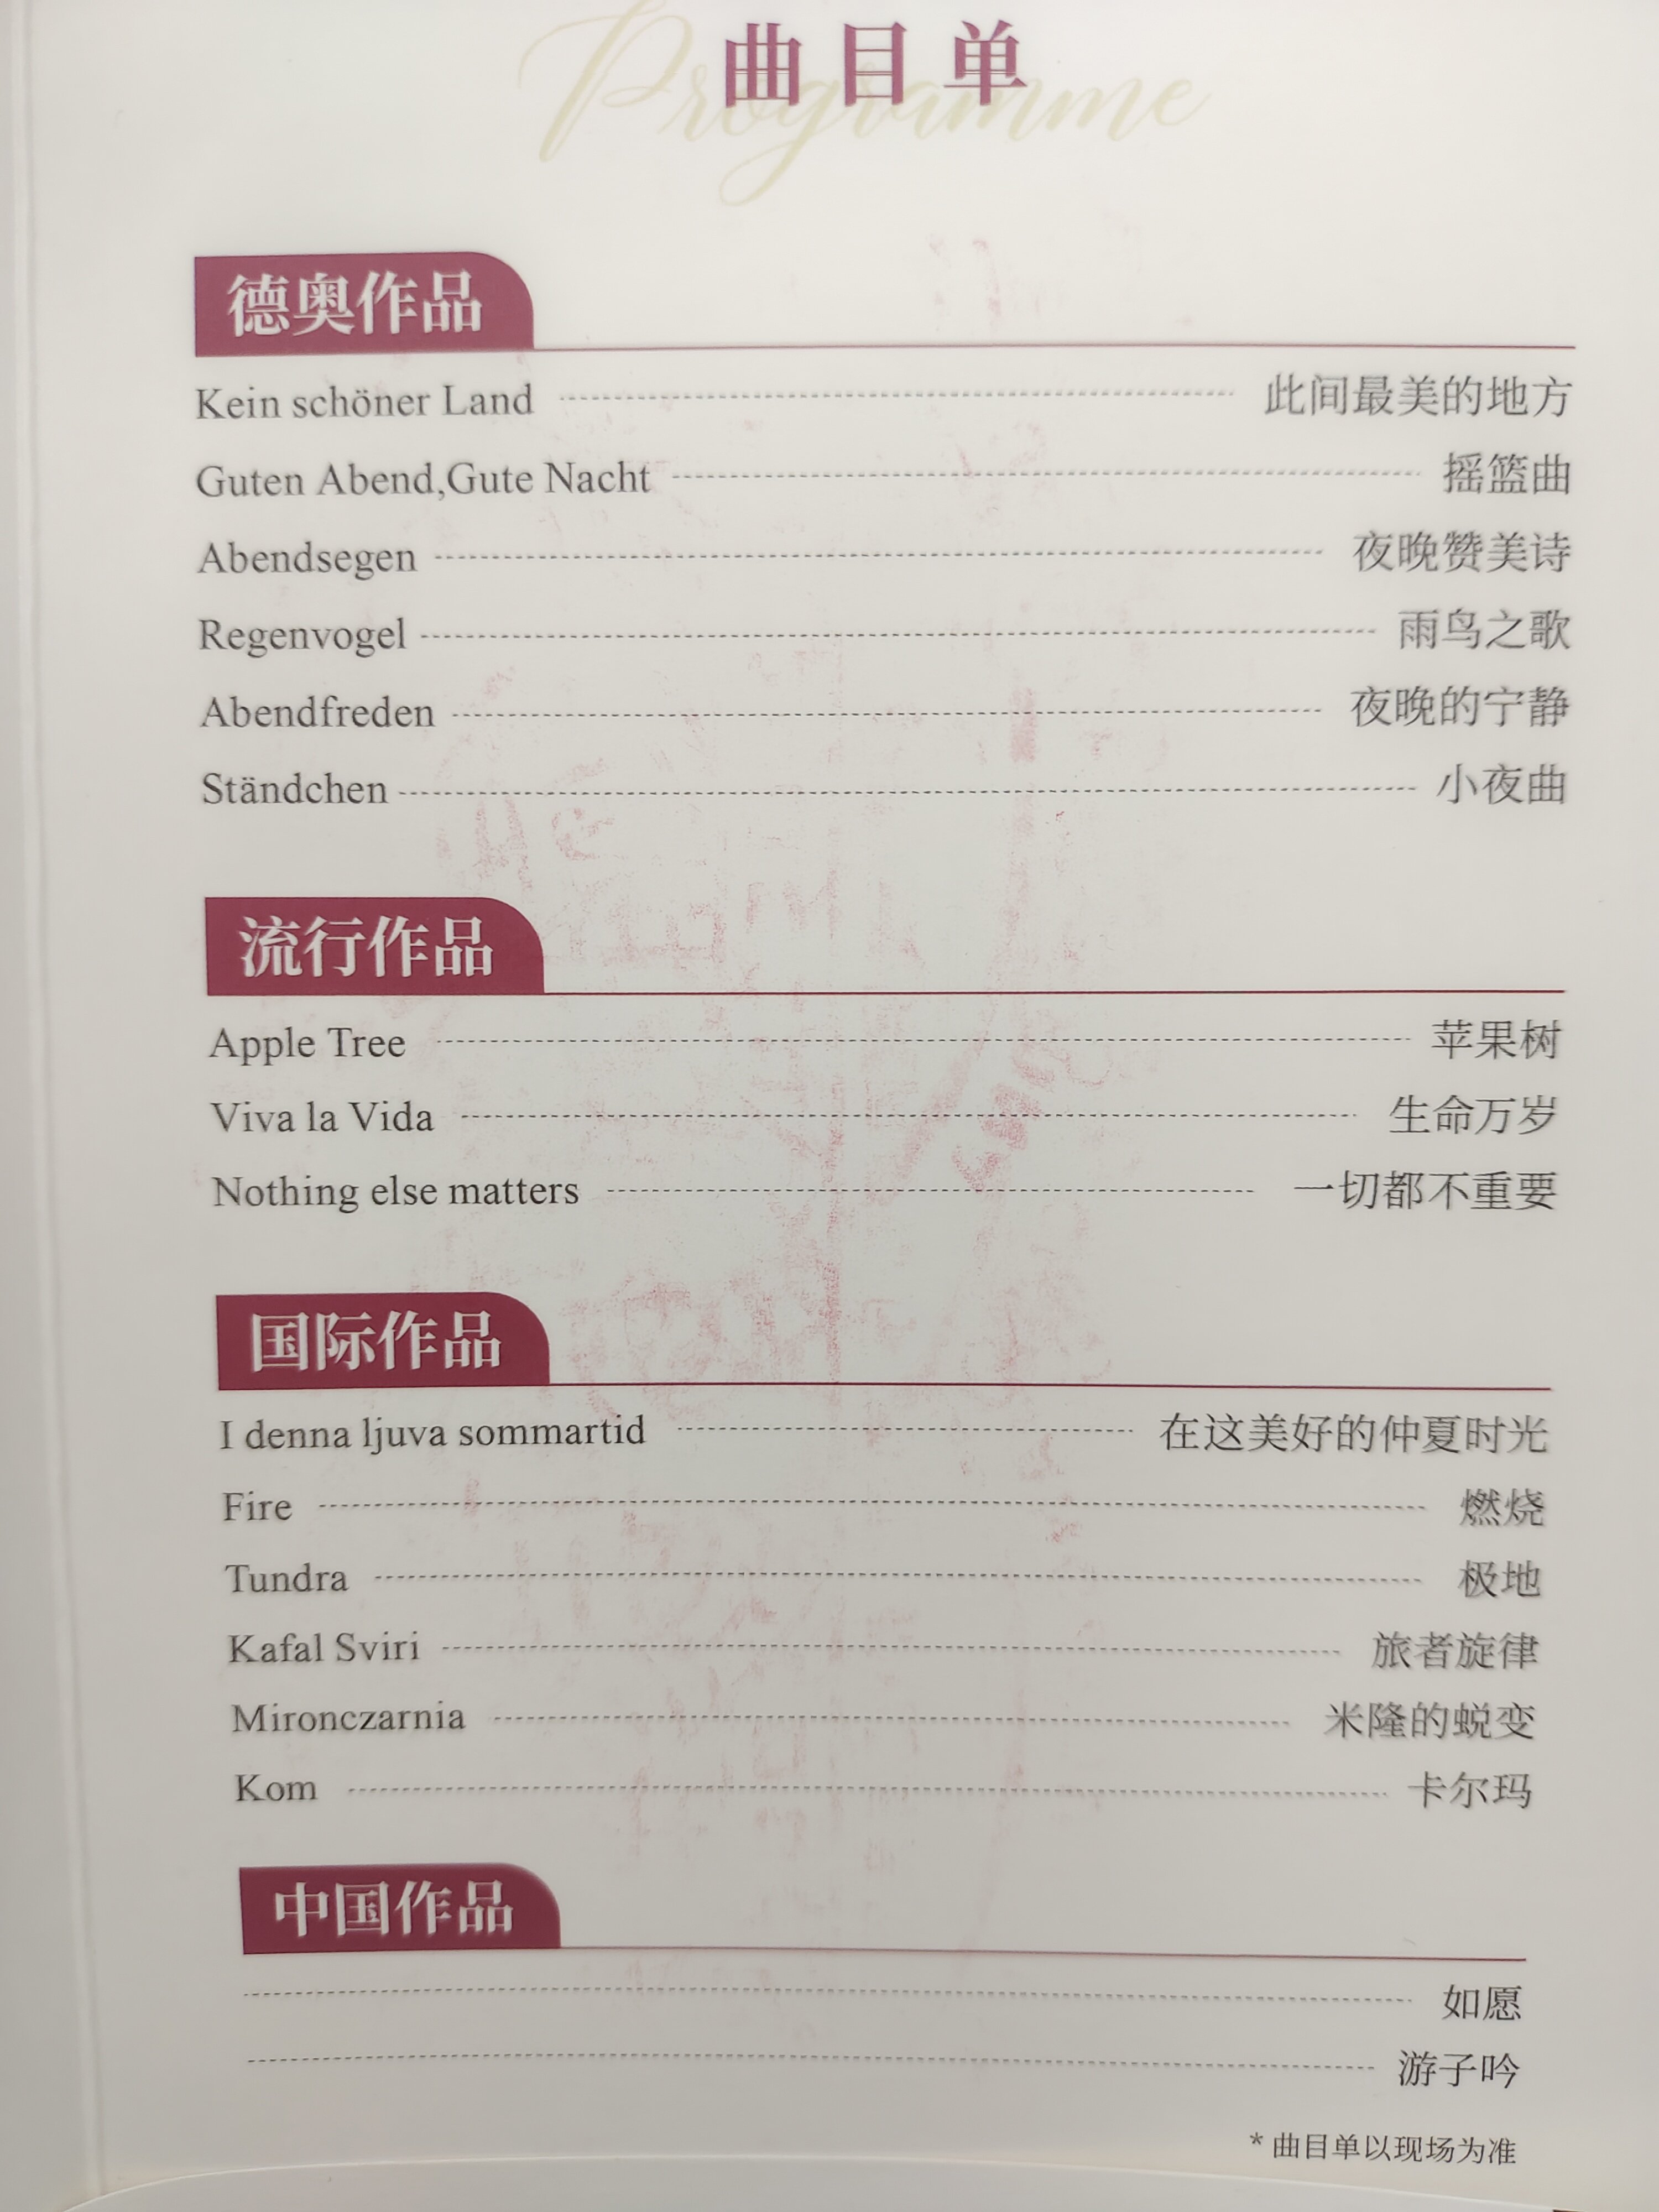 Programme
曲目单
德奥作品
Kein schöner Land 此间最美的地方
Guten Abend,Gute Nacht 摇篮曲
Abendsegen 夜晚赞美诗
Regenvogel 雨鸟之歌
Abendfreden 夜晚的宁静
Ständchen 小夜曲
流行作品
Apple Tree 苹果树
Viva la Vida 生命万岁
Nothing else matters 一切都不重要
国际作品
I denna ljuva sommartid 在这美好的仲夏时光
Fire 燃烧
Tundra 极地
Kafal Sviri 旅者旋律
Mironczarnia 米隆的蜕变
Kom 卡尔玛
中国作品
如愿
游子吟
* 曲目单以现场为准